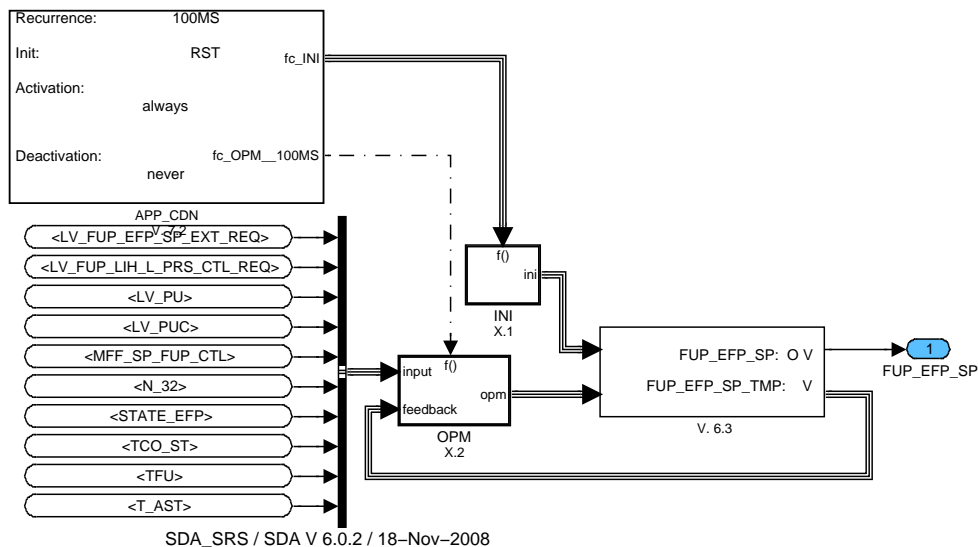 Recurrence: 100MS
Init: RST
fc_INI
Activation:
always
Deactivation: fc_OPM__100MS
never
APP_CDN
V. 7.2
<LV_FUP_EFP_SP_EXT_REQ>
<LV_FUP_LIH_L_PRS_CTL_REQ>
<LV_PU>
<LV_PUC>
<MFF_SP_FUP_CTL>
<N_32>
<STATE_EFP>
<TCO_ST>
<TFU>
<T_AST>
f()
ini
INI
X.1
f()
input
opm
feedback
OPM
X.2
FUP_EFP_SP: O V
FUP_EFP_SP_TMP: V
V. 6.3
1
FUP_EFP_SP
SDA_SRS / SDA V 6.0.2 / 18−Nov−2008